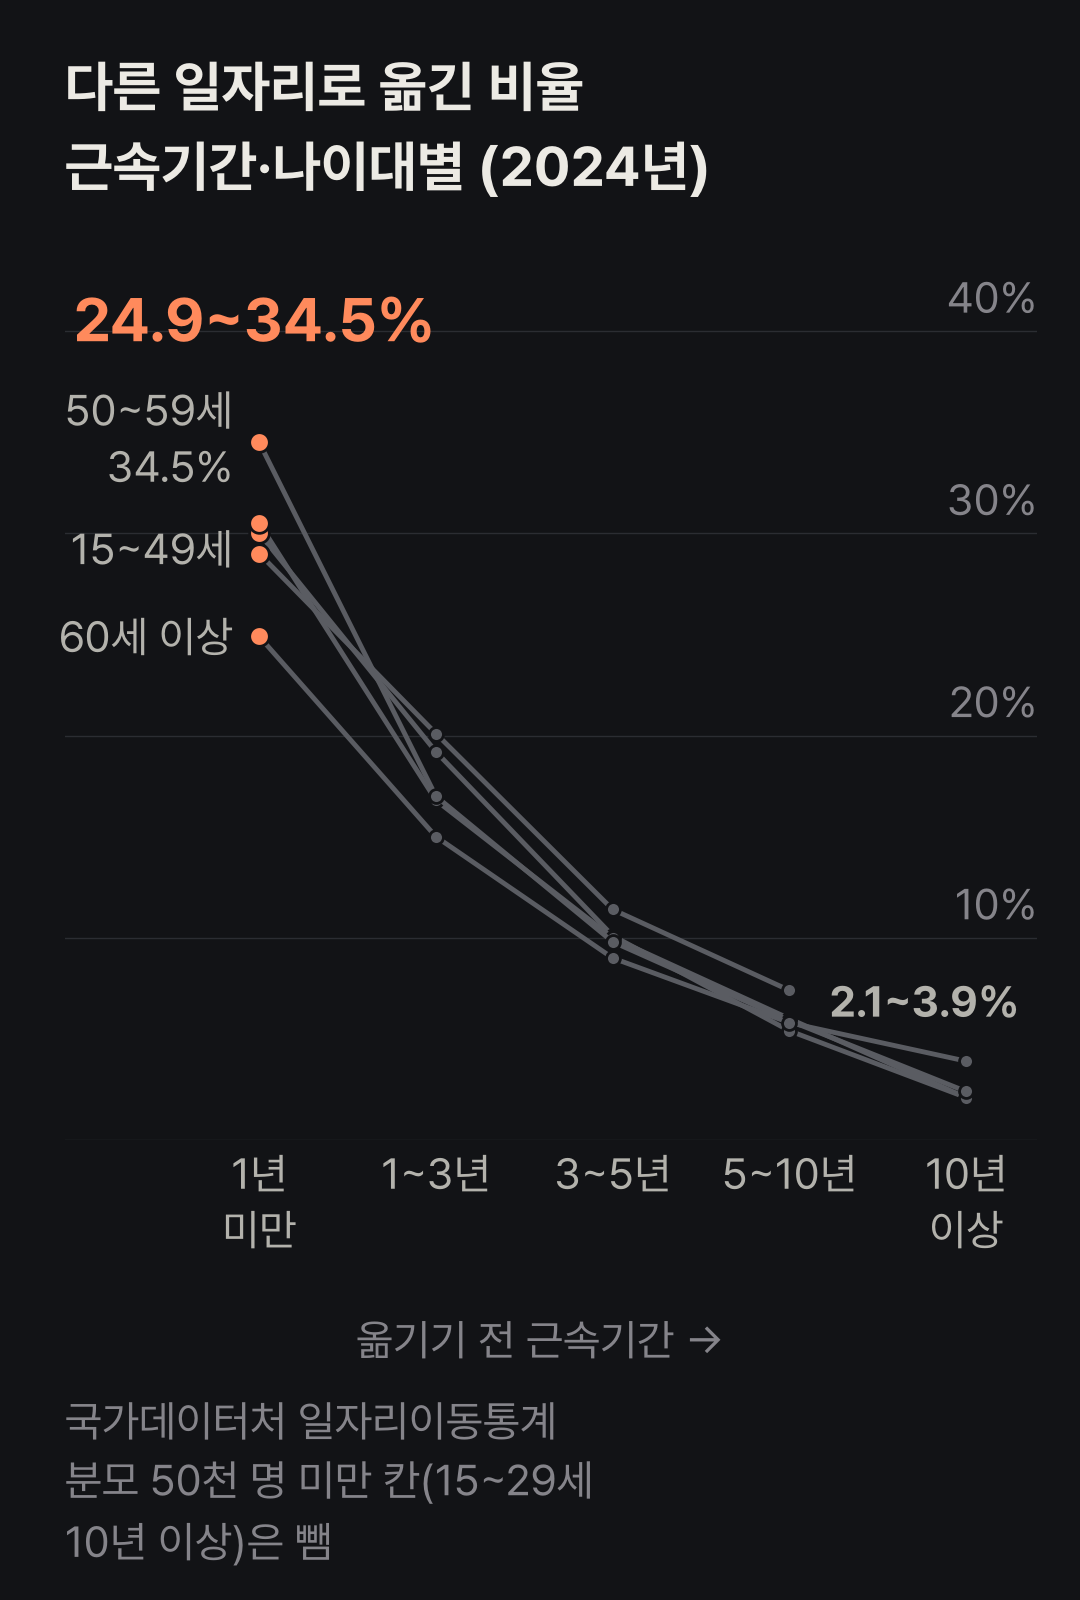 다른 일자리로 옮긴 비율
근속기간·나이대별 (2024년)
24.9~34.5%
40%
50~59세
34.5%
30%
15~49세
60세 이상
20%
10%
2.1~3.9%
1년
미만
1~3년
3~5년
5~10년
10년
이상
옮기기 전 근속기간 →
국가데이터처 일자리이동통계
분모 50천 명 미만 칸(15~29세
10년 이상)은 뺌